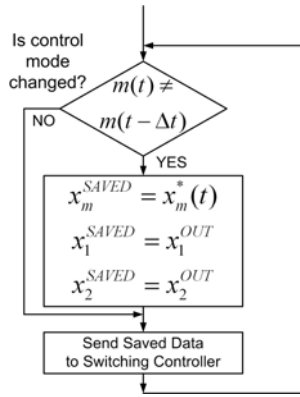 Is control
mode
changed?
m(t) ≠
m(t − Δt)
NO
YES
x_m^{SAVED} = x_m^*(t)
x_1^{SAVED} = x_1^{OUT}
x_2^{SAVED} = x_2^{OUT}
Send Saved Data
to Switching Controller